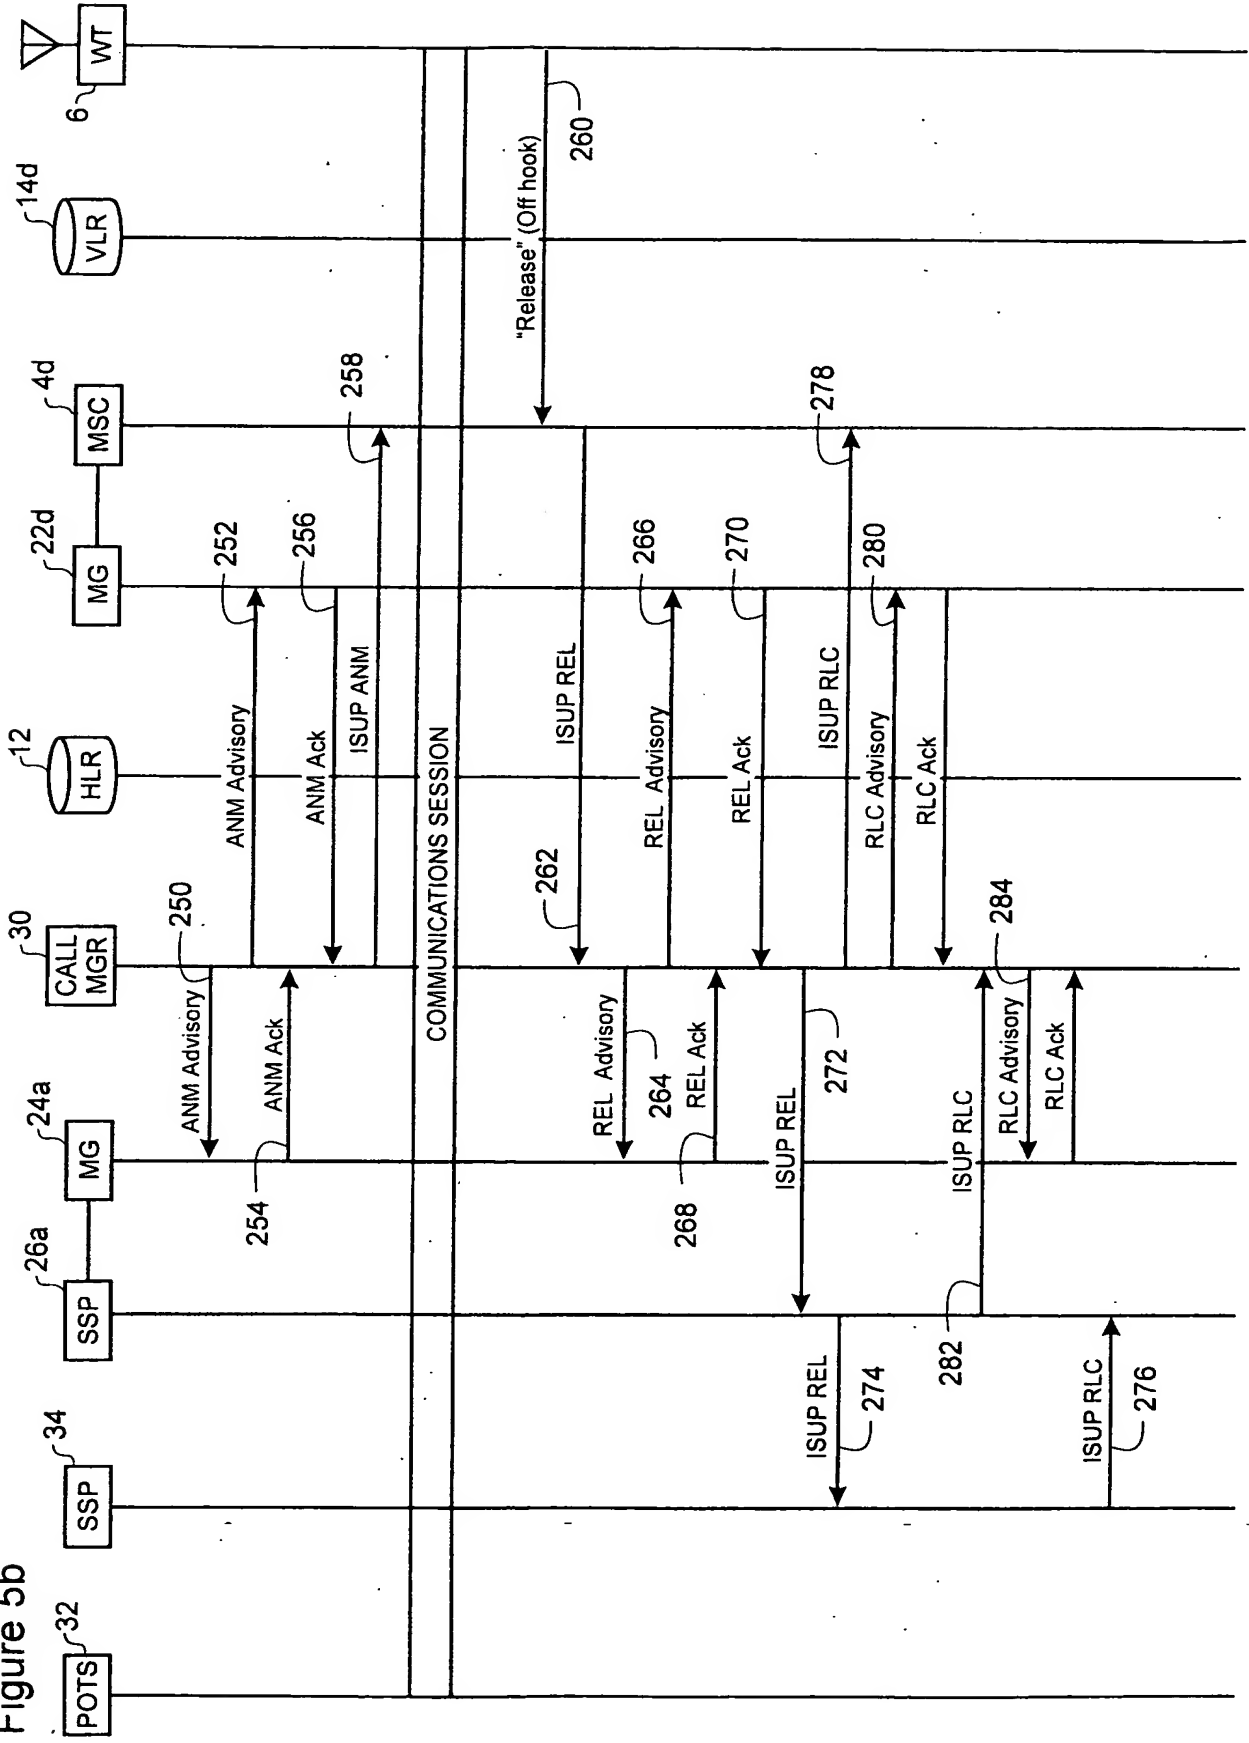 Figure 5b
POTS
32
SSP
34
SSP
26a
MG
24a
CALL
MGR
30
HLR
12
MG
22d
MSC
4d
VLR
14d
WT
6
ANM Advisory
250
ANM Advisory
252
ANM Ack
254
ANM Ack
256
ISUP ANM
258
COMMUNICATIONS SESSION
"Release" (Off hook)
260
ISUP REL
262
REL Advisory
264
REL Advisory
266
REL Ack
268
REL Ack
270
ISUP REL
272
ISUP REL
274
ISUP RLC
278
RLC Advisory
280
RLC Ack
ISUP RLC
282
RLC Advisory
284
RLC Ack
ISUP RLC
276